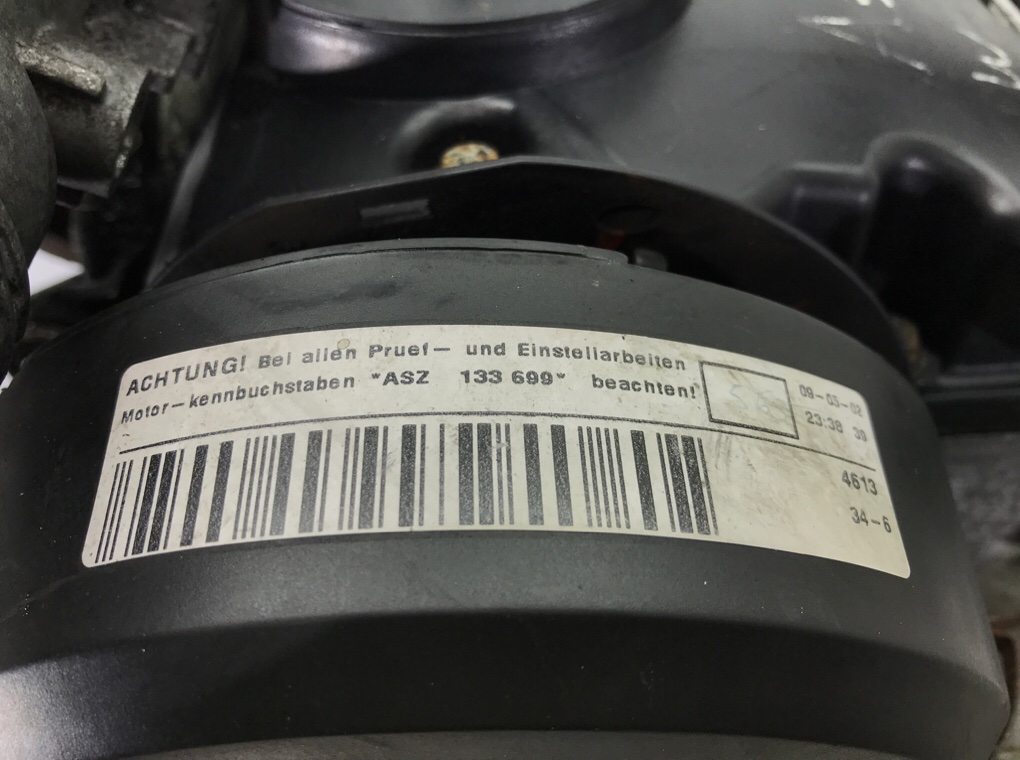 ACHTUNG! Bei allen Pruef- und Einstellarbeiten
Motor-kennbuchstaben "ASZ 133 699" beachten!
09-03-02
23:38 39
4613
34-6